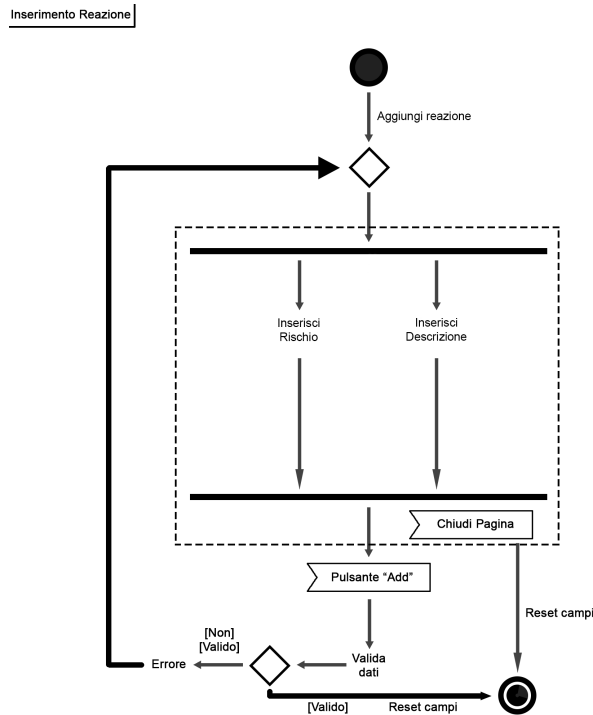 Inserimento Reazione
Aggiungi reazione
Inserisci
Rischio
Inserisci
Descrizione
Chiudi Pagina
Pulsante “Add”
Reset campi
[Non]
[Valido]
Errore
Valida
dati
[Valido]
Reset campi